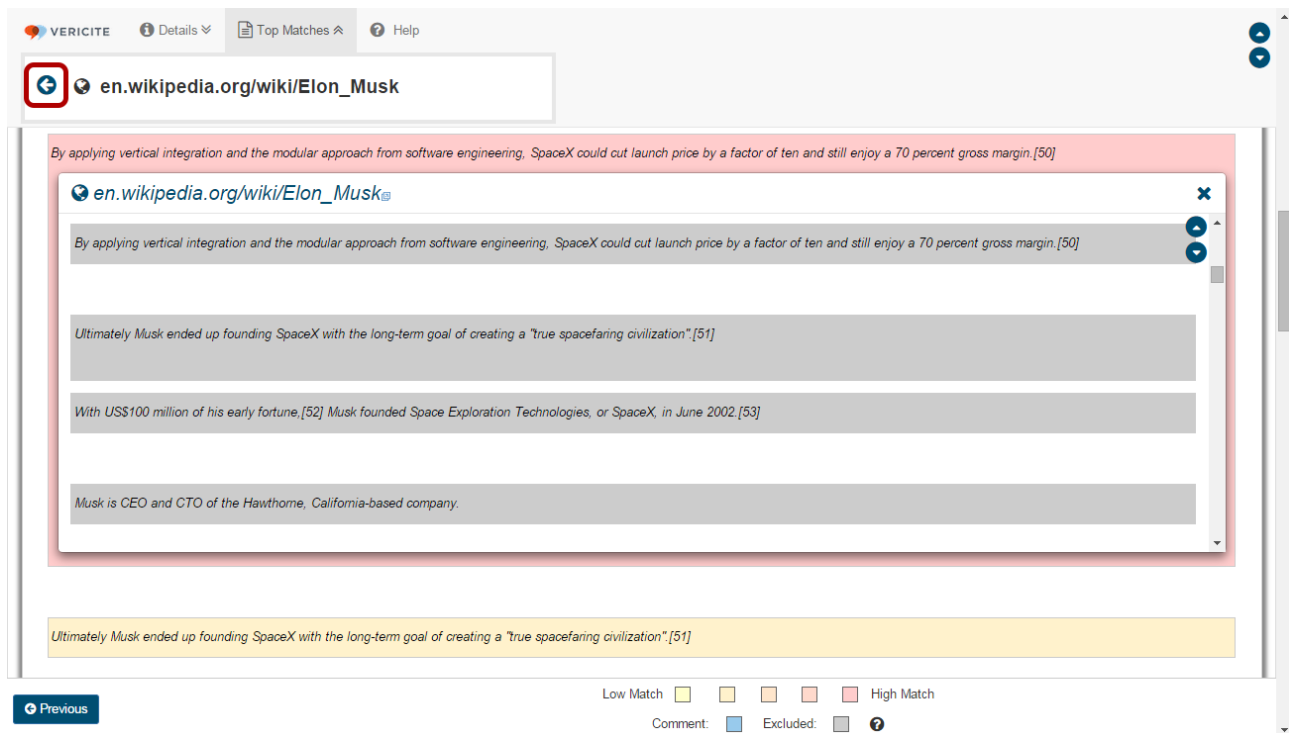 VERICITE Details Top Matches Help
en.wikipedia.org/wiki/Elon_Musk
By applying vertical integration and the modular approach from software engineering, SpaceX could cut launch price by a factor of ten and still enjoy a 70 percent gross margin.[50]
en.wikipedia.org/wiki/Elon_Musk
By applying vertical integration and the modular approach from software engineering, SpaceX could cut launch price by a factor of ten and still enjoy a 70 percent gross margin.[50]
Ultimately Musk ended up founding SpaceX with the long-term goal of creating a "true spacefaring civilization".[51]
With US$100 million of his early fortune,[52] Musk founded Space Exploration Technologies, or SpaceX, in June 2002.[53]
Musk is CEO and CTO of the Hawthorne, California-based company.
Ultimately Musk ended up founding SpaceX with the long-term goal of creating a "true spacefaring civilization".[51]
Low Match High Match
Previous
Comment: Excluded: